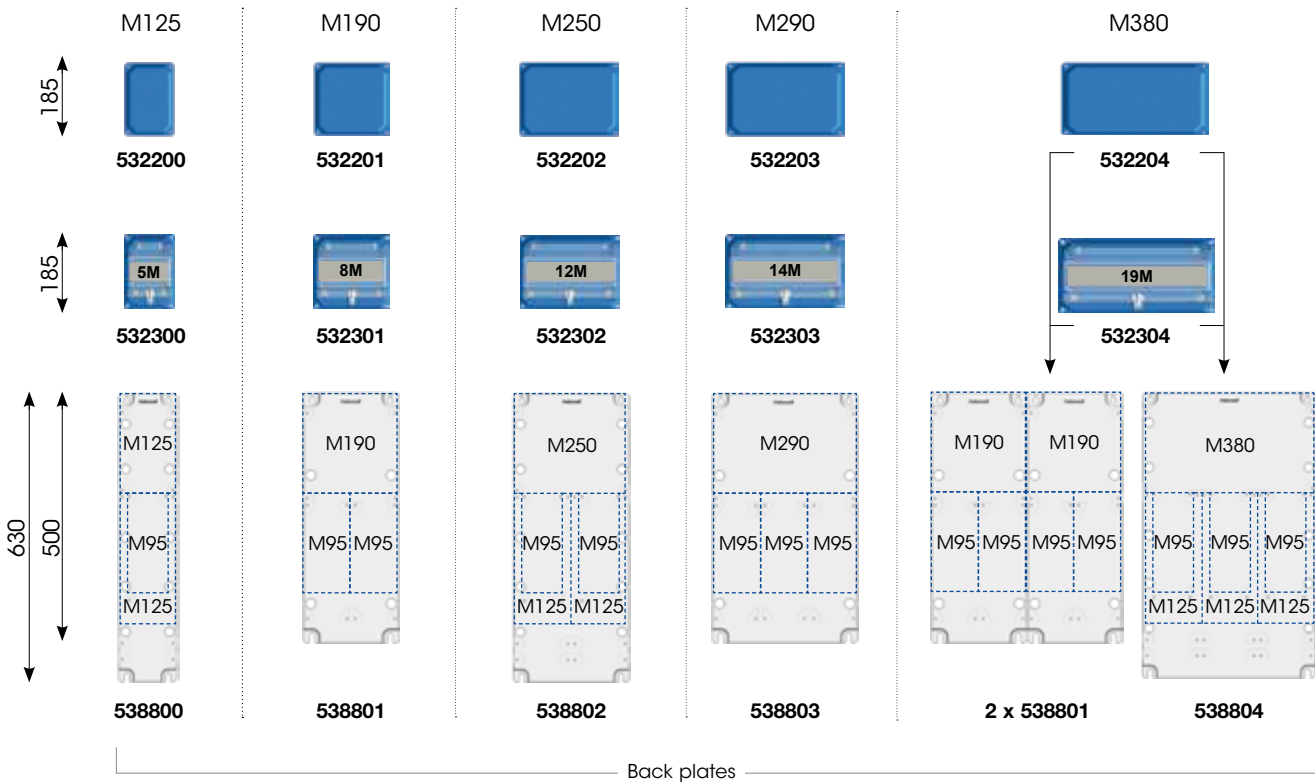 M125 M190 M250 M290 M380
185
532200 532201 532202 532203 532204
185
5M 8M 12M 14M 19M
532300 532301 532302 532303 532304
630
500
M125 M190 M250 M290 M190 M190 M380
M95 M95 M95 M95 M95 M95 M95 M95 M95 M95 M95 M95 M95 M95 M95
M125 M125 M125 M125 M125 M125
538800 538801 538802 538803 2 x 538801 538804
Back plates